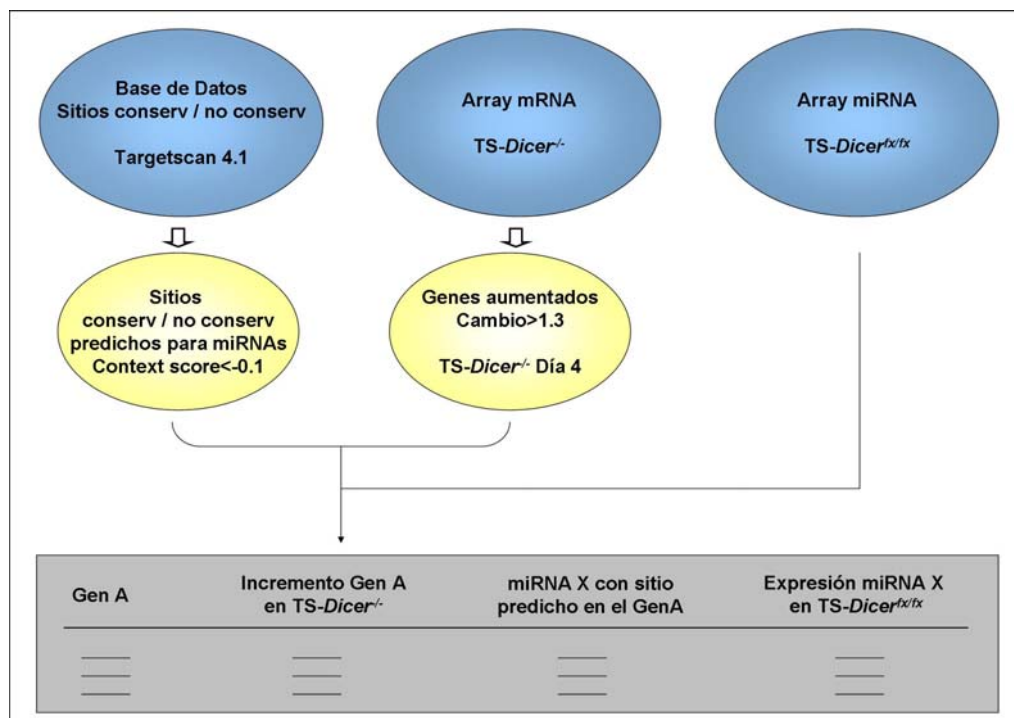 Base de Datos
Sitios conserv / no conserv
Targetscan 4.1
Array mRNA
TS-Dicer-/-
Array miRNA
TS-Dicerfx/fx
Sitios
conserv / no conserv
predichos para miRNAs
Context score<-0.1
Genes aumentados
Cambio>1.3
TS-Dicer-/- Día 4
Gen A
Incremento Gen A
en TS-Dicer-/-
miRNA X con sitio
predicho en el GenA
Expresión miRNA X
en TS-Dicerfx/fx